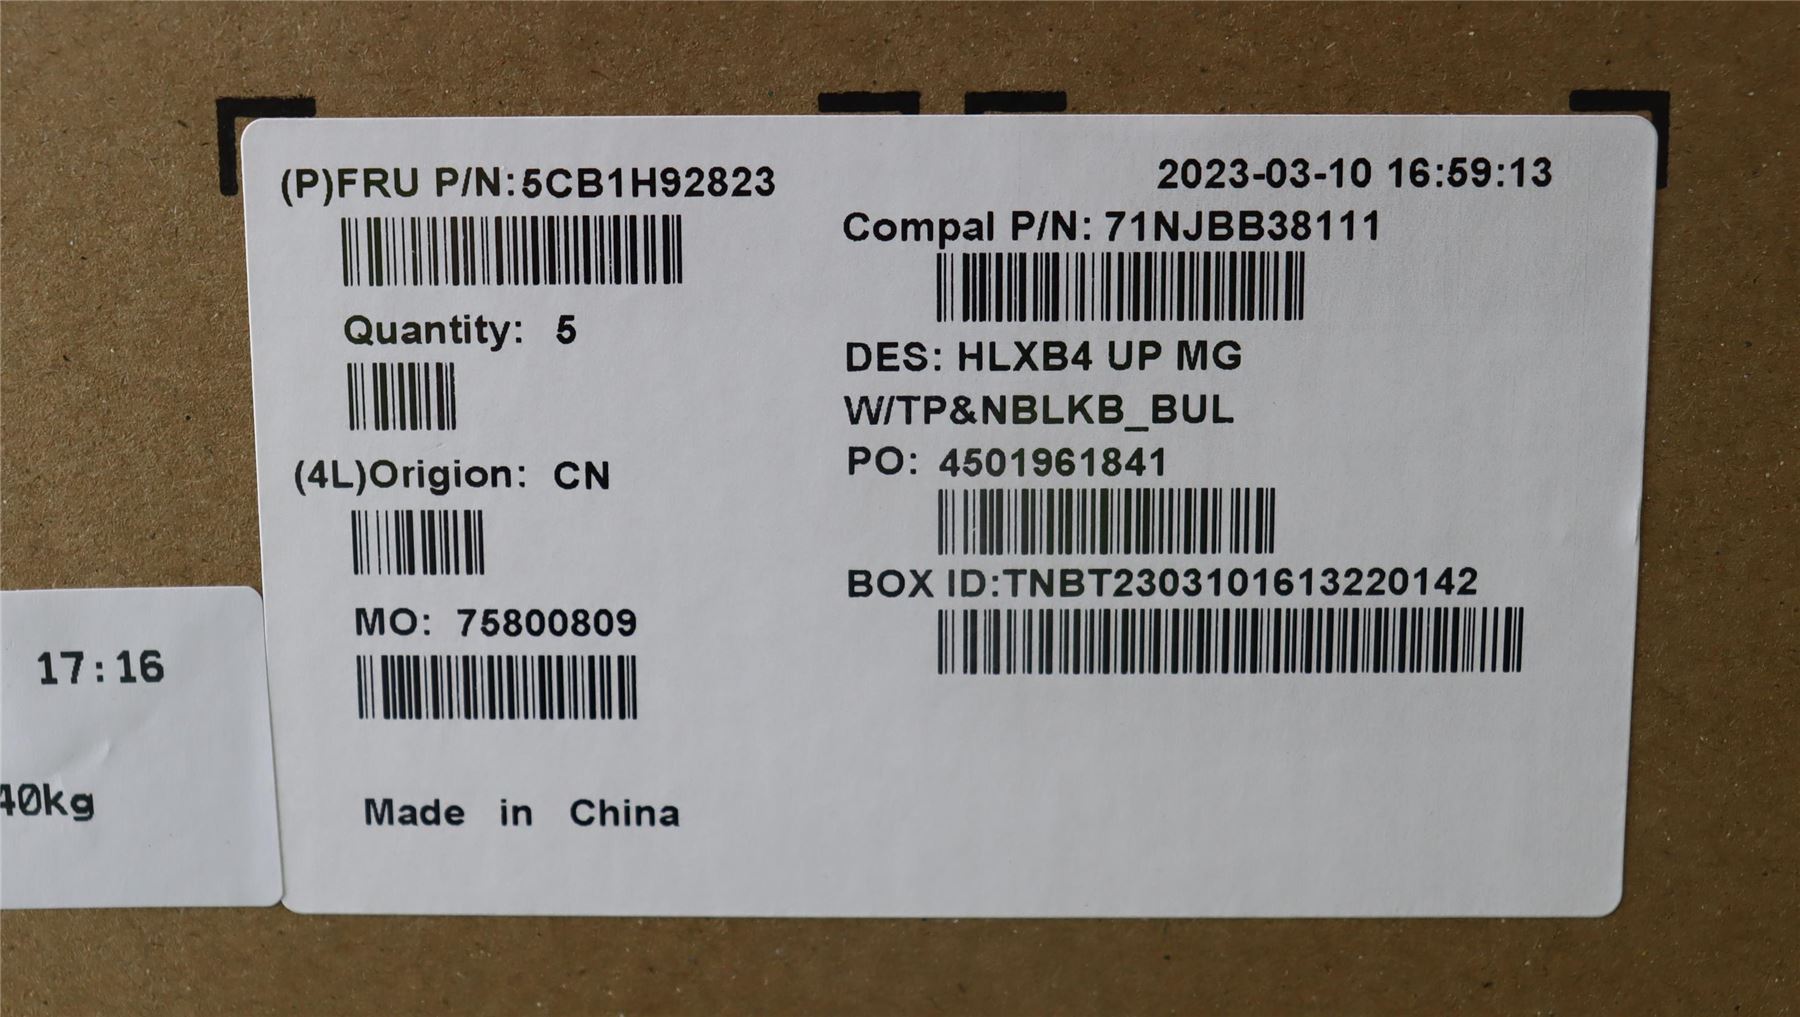 (P)FRU P/N:5CB1H92823
Quantity: 5
(4L)Origion: CN
MO: 75800809
Made in China
2023-03-10 16:59:13
Compal P/N: 71NJBB38111
DES: HLXB4 UP MG
W/TP&NBLKB_BUL
PO: 4501961841
BOX ID:TNBT2303101613220142
17:16
40kg